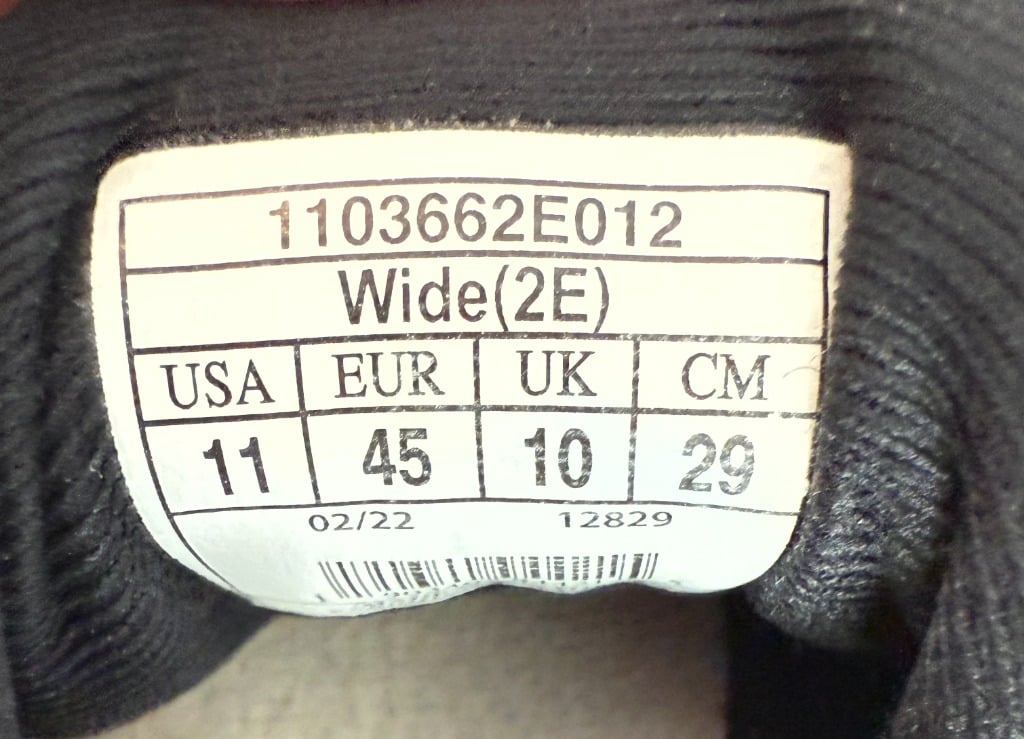 1103662E012
Wide(2E)
USA EUR UK CM
11 45 10 29
02/22 12829